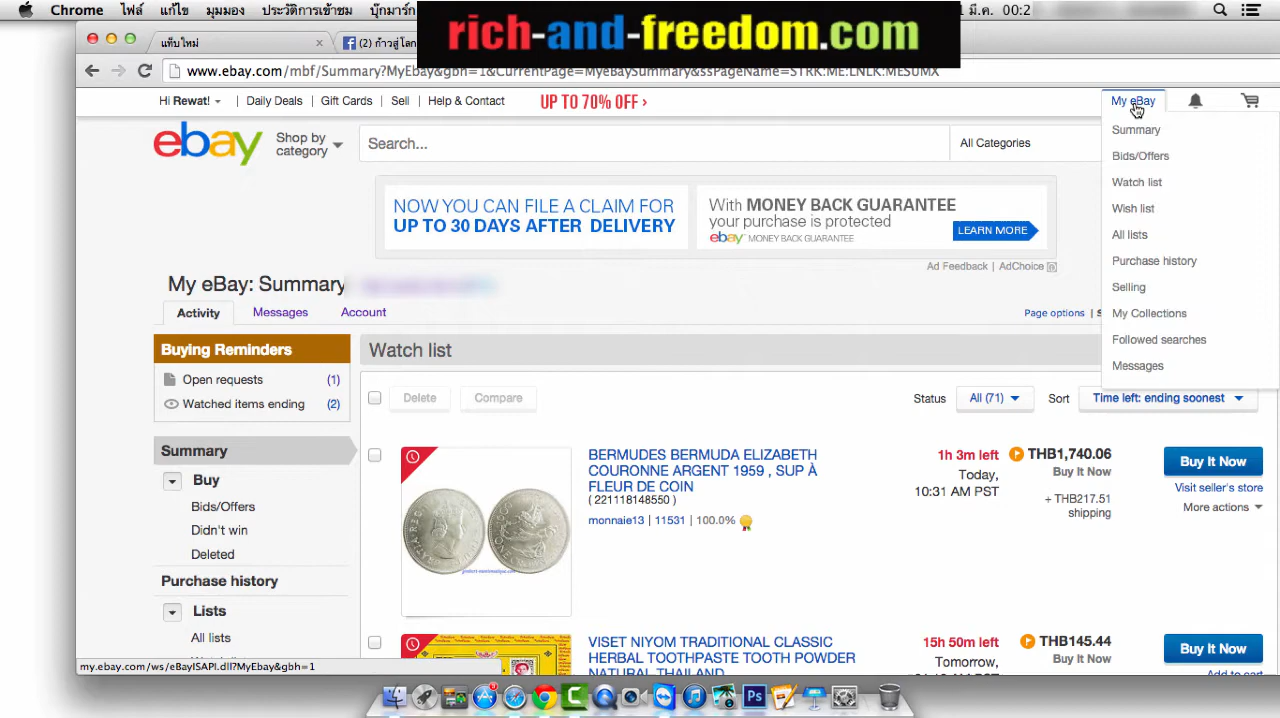 Chrome ไฟล์ แก้ไข มุมมอง ประวัติการเข้าชม บุ๊กมาร์ก
1 มี.ค. 00:2
rich-and-freedom.com
แท็บใหม่
(2) ก้าวสู่โลก
www.ebay.com/mbf/Summary?MyEbay&gbh=1&CurrentPage=MyeBaySummary&ssPageName=STRK:ME:LNLK:MESUMX
Hi Rewat! Daily Deals Gift Cards Sell Help & Contact UP TO 70% OFF › My eBay
ebay Shop by category Search... All Categories
Summary
Bids/Offers
Watch list
Wish list
All lists
Purchase history
Selling
My Collections
Followed searches
Messages
NOW YOU CAN FILE A CLAIM FOR
UP TO 30 DAYS AFTER DELIVERY
With MONEY BACK GUARANTEE
your purchase is protected
ebay MONEY BACK GUARANTEE
LEARN MORE
Ad Feedback | AdChoice
My eBay: Summary
Activity Messages Account
Page options
Buying Reminders
Open requests (1)
Watched items ending (2)
Summary
Buy
Bids/Offers
Didn't win
Deleted
Purchase history
Lists
All lists
Watch list
Delete Compare Status All (71) Sort Time left: ending soonest
BERMUDES BERMUDA ELIZABETH
COURONNE ARGENT 1959 , SUP À
FLEUR DE COIN
( 221118148550 )
monnaie13 | 11531 | 100.0%
1h 3m left
Today,
10:31 AM PST
THB1,740.06
Buy It Now
+ THB217.51
shipping
Buy It Now
Visit seller's store
More actions
VISET NIYOM TRADITIONAL CLASSIC
HERBAL TOOTHPASTE TOOTH POWDER
NATURAL THAILAND
15h 50m left
Tomorrow,
THB145.44
Buy It Now
Buy It Now
Add to cart
my.ebay.com/ws/eBayISAPI.dll?MyEbay&gbh=1
Ps